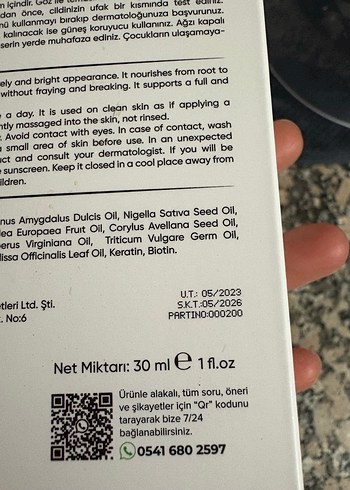 içindir. Göz ile
dan önce, cildinizin ufak bir kısmında test ediniz.
nü kullanmayı bırakıp dermatoloğunuza başvurunuz.
kalınacak ise güneş koruyucu kullanınız. Ağzı kapalı
serin yerde muhafaza ediniz. Çocukların ulaşamaya-
ely and bright appearance. It nourishes from root to
without fraying and breaking. It supports a full and
e a day. It is used on clean skin as if applying a
ntly massaged into the skin, not rinsed.
. Avoid contact with eyes. In case of contact, wash
a small area of skin before use. In an unexpected
uct and consult your dermatologist. If you will be
e sunscreen. Keep it closed in a cool place away from
ildren.
nus Amygdalus Dulcis Oil, Nigella Sativa Seed Oil,
lea Europaea Fruit Oil, Corylus Avellana Seed Oil,
perus Virginiana Oil, Triticum Vulgare Germ Oil,
lissa Officinalis Leaf Oil, Keratin, Biotin.
etleri Ltd. Şti.
. No:6
U.T: 05/2023
S.K.T:05/2026
PARTINO:000200
Net Miktarı: 30 ml ℮ 1 fl.oz
Ürünle alakalı, tüm soru, öneri
ve şikayetler için "Qr" kodunu
tarayarak bize 7/24
bağlanabilirsiniz.
0541 680 2597